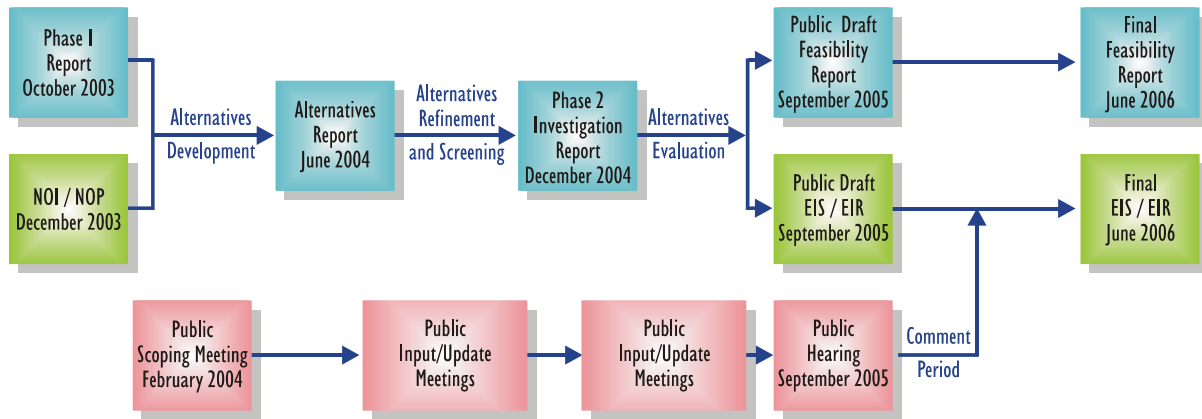 Phase I
Report
October 2003
NOI / NOP
December 2003
Alternatives
Development
Alternatives
Report
June 2004
Alternatives
Refinement
and Screening
Phase 2
Investigation
Report
December 2004
Alternatives
Evaluation
Public Draft
Feasibility
Report
September 2005
Final
Feasibility
Report
June 2006
Public Draft
EIS / EIR
September 2005
Final
EIS / EIR
June 2006
Public
Scoping Meeting
February 2004
Public
Input/Update
Meetings
Public
Input/Update
Meetings
Public
Hearing
September 2005
Comment
Period